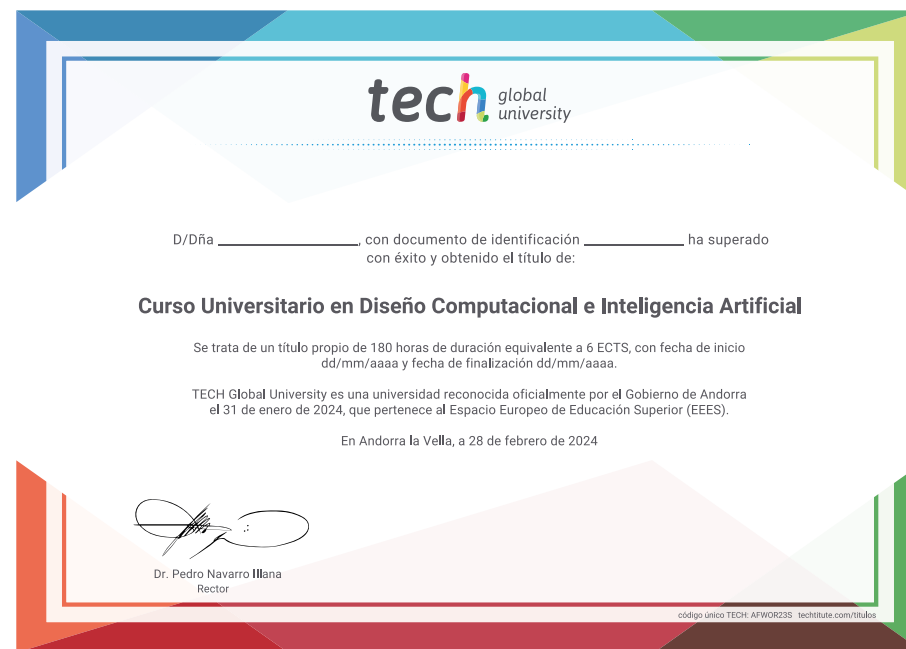 tech global university
D/Dña ____________________, con documento de identificación ______________ ha superado
con éxito y obtenido el título de:
Curso Universitario en Diseño Computacional e Inteligencia Artificial
Se trata de un título propio de 180 horas de duración equivalente a 6 ECTS, con fecha de inicio
dd/mm/aaaa y fecha de finalización dd/mm/aaaa.
TECH Global University es una universidad reconocida oficialmente por el Gobierno de Andorra
el 31 de enero de 2024, que pertenece al Espacio Europeo de Educación Superior (EEES).
En Andorra la Vella, a 28 de febrero de 2024
Dr. Pedro Navarro Illana
Rector
código único TECH: AFWOR23S techtitute.com/titulos